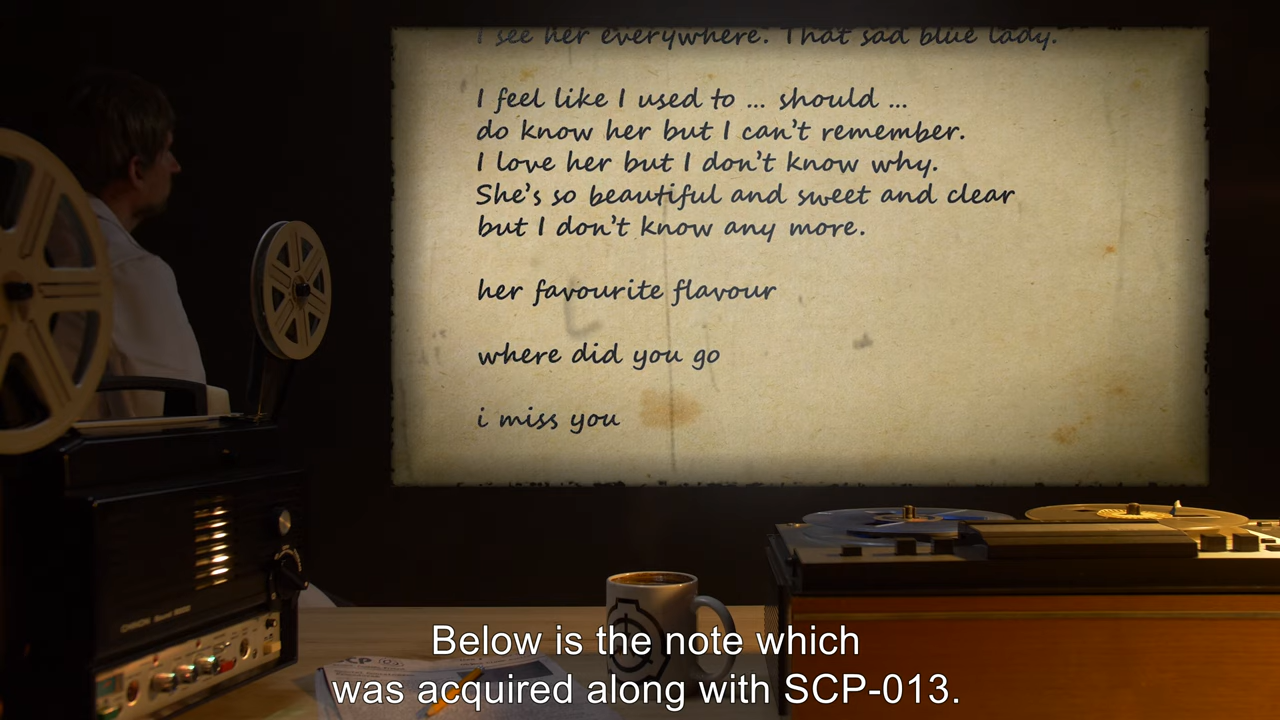 I see her everywhere. That sad blue lady.
I feel like I used to ... should ...
do know her but I can't remember.
I love her but I don't know why.
She's so beautiful and sweet and clear
but I don't know any more.
her favourite flavour
where did you go
i miss you
SCP
Below is the note which
was acquired along with SCP-013.